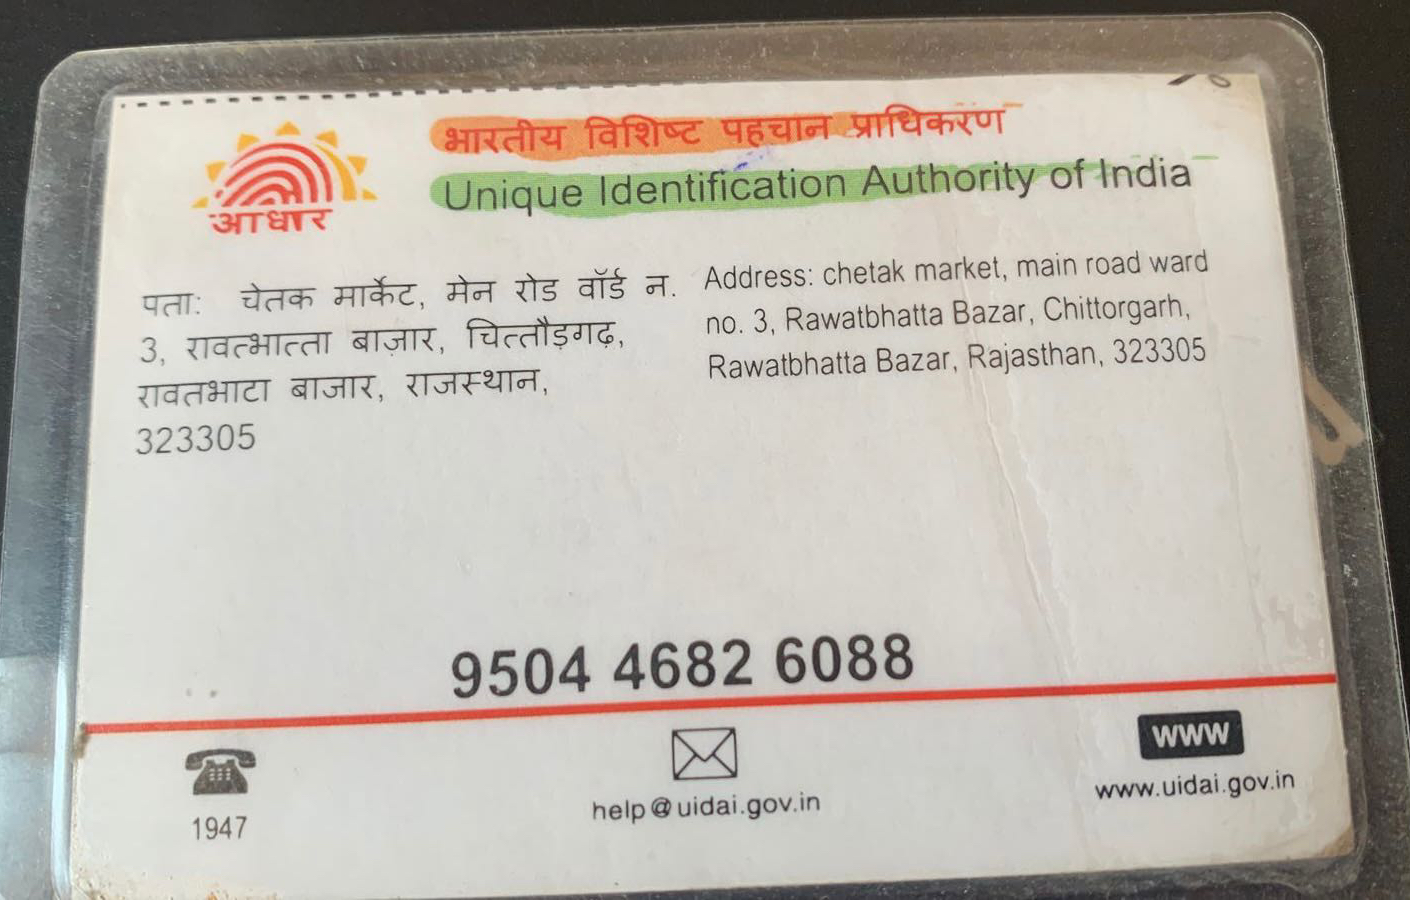 भारतीय विशिष्ट पहचान प्राधिकरण
Unique Identification Authority of India
आधार
पता: चेतक मार्केट, मेन रोड वॉर्ड न.
3, रावत्भात्ता बाज़ार, चित्तौड़गढ़,
रावतभाटा बाजार, राजस्थान,
323305
Address: chetak market, main road ward
no. 3, Rawatbhatta Bazar, Chittorgarh,
Rawatbhatta Bazar, Rajasthan, 323305
9504 4682 6088
1947
help@uidai.gov.in
WWW
www.uidai.gov.in